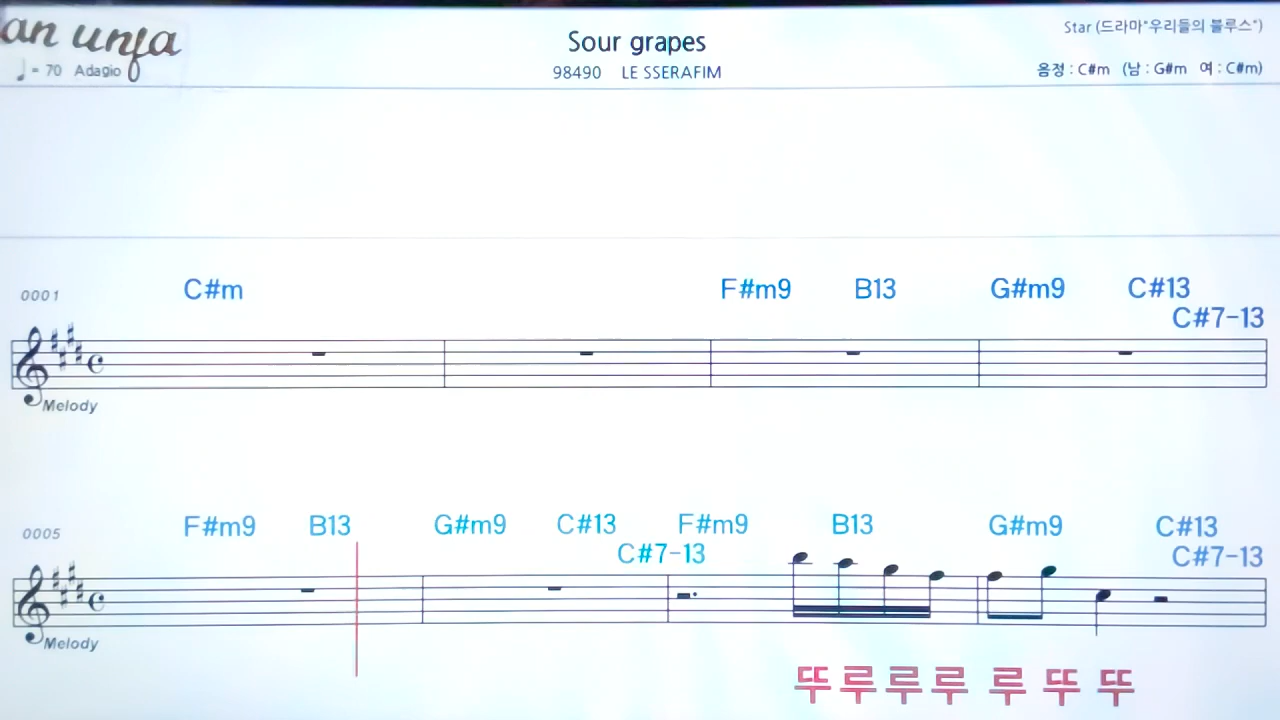 an unfa
♩= 70 Adagio
Sour grapes
98490 LE SSERAFIM
Star (드라마"우리들의 블루스")
음정 : C#m (남 : G#m 여 : C#m)
0001 C#m F#m9 B13 G#m9 C#13
C#7-13
Melody
0005 F#m9 B13 G#m9 C#13 F#m9 B13 G#m9 C#13
C#7-13 C#7-13
Melody
뚜 루 루 루 루 뚜 뚜